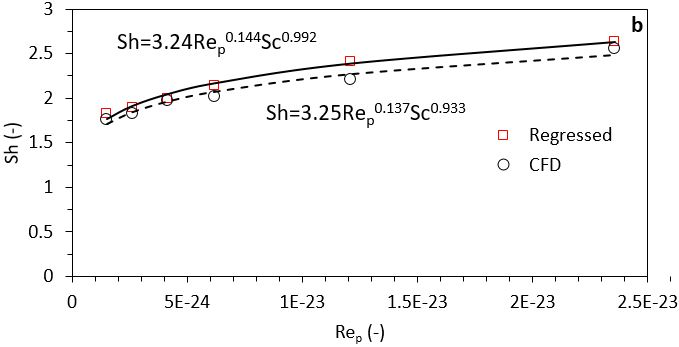 3
b
Sh=3.24Reₚ⁰·¹⁴⁴Sc⁰·⁹⁹²
2.5
2
Sh=3.25Reₚ⁰·¹³⁷Sc⁰·⁹³³
1.5
Regressed
Sh (-)
CFD
1
0.5
0
0 5E-24 1E-23 1.5E-23 2E-23 2.5E-23
Reₚ (-)